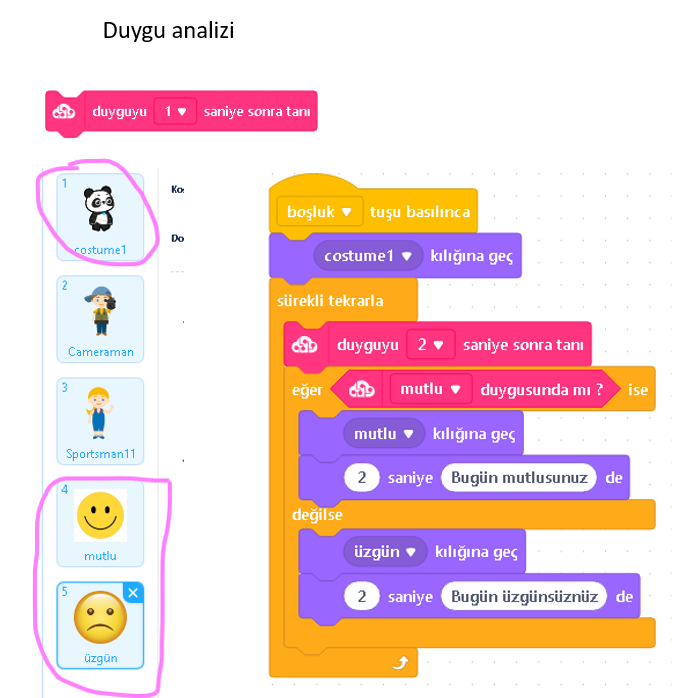 Duygu analizi
duyguyu 1 saniye sonra tanı
1
costume1
2
Cameraman
3
Sportsman11
4
mutlu
5
üzgün
Ko
Do
boşluk tuşu basılınca
costume1 kılığına geç
sürekli tekrarla
duyguyu 2 saniye sonra tanı
eğer mutlu duygusunda mı ? ise
mutlu kılığına geç
2 saniye Bugün mutlusunuz de
değilse
üzgün kılığına geç
2 saniye Bugün üzgünsüznüz de